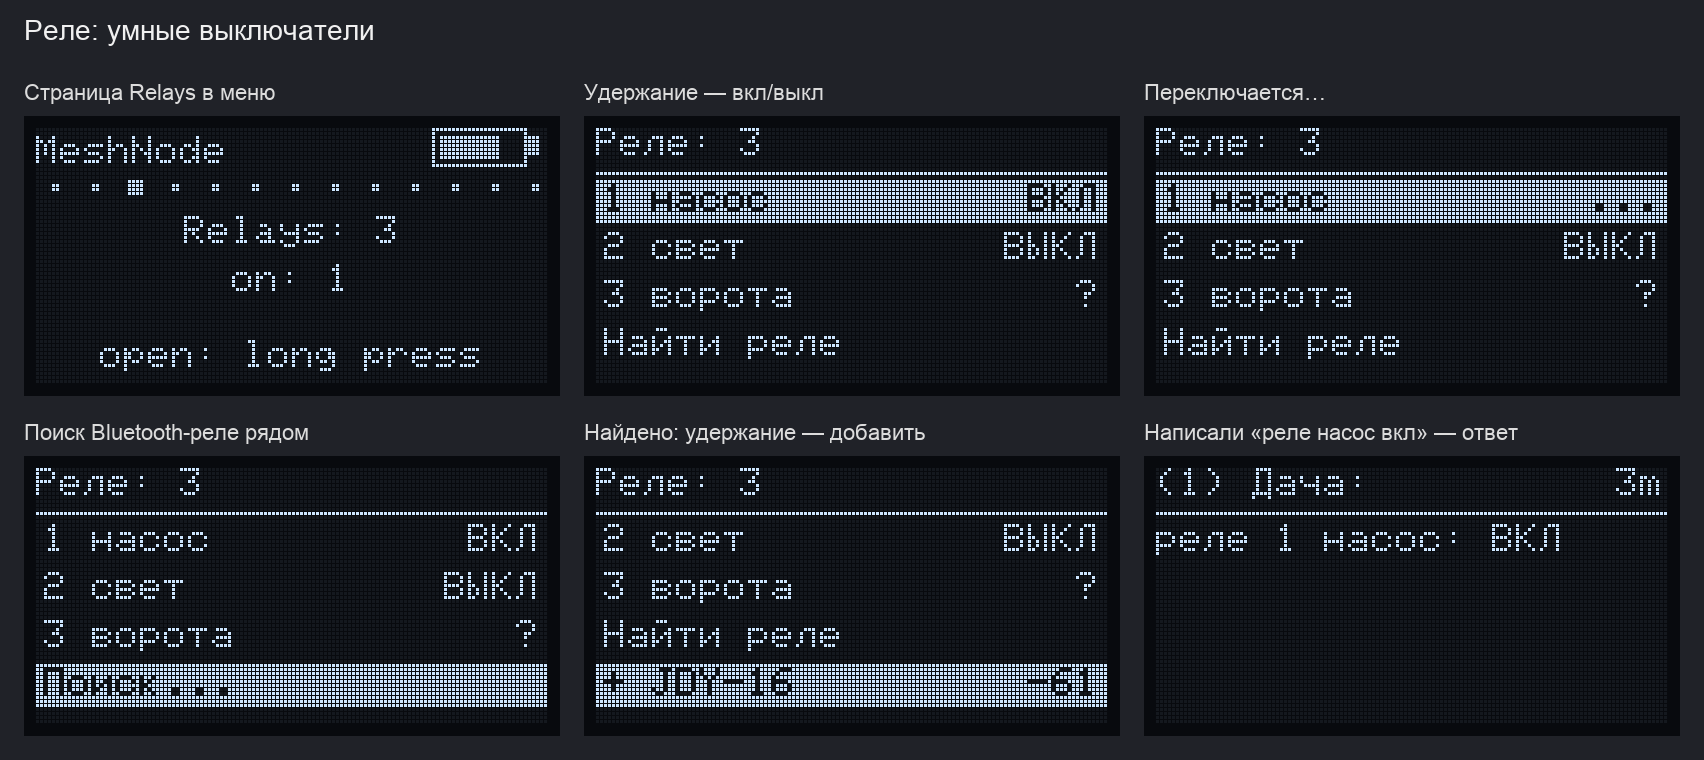 Реле: умные выключатели
Страница Relays в меню
MeshNode
Relays: 3
on: 1
open: long press
Удержание — вкл/выкл
Реле: 3
1 насос ВКЛ
2 свет ВЫКЛ
3 ворота ?
Найти реле
Переключается…
Реле: 3
1 насос ...
2 свет ВЫКЛ
3 ворота ?
Найти реле
Поиск Bluetooth-реле рядом
Реле: 3
1 насос ВКЛ
2 свет ВЫКЛ
3 ворота ?
Поиск...
Найдено: удержание — добавить
Реле: 3
2 свет ВЫКЛ
3 ворота ?
Найти реле
+ JDY-16 -61
Написали «реле насос вкл» — ответ
(1) Дача: 3m
реле 1 насос: ВКЛ